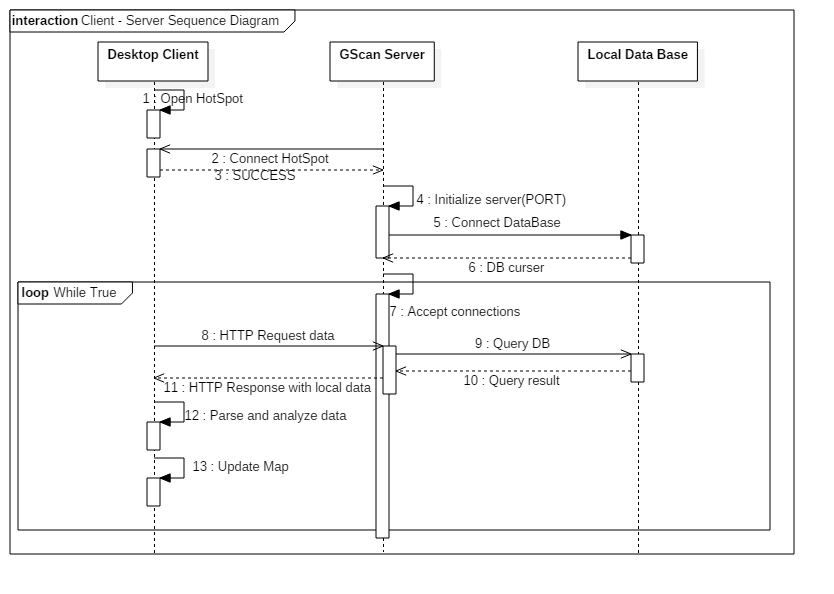 interaction Client - Server Sequence Diagram
Desktop Client
GScan Server
Local Data Base
1 : Open HotSpot
2 : Connect HotSpot
3 : SUCCESS
4 : Initialize server(PORT)
5 : Connect DataBase
6 : DB curser
loop While True
7 : Accept connections
8 : HTTP Request data
9 : Query DB
10 : Query result
11 : HTTP Response with local data
12 : Parse and analyze data
13 : Update Map